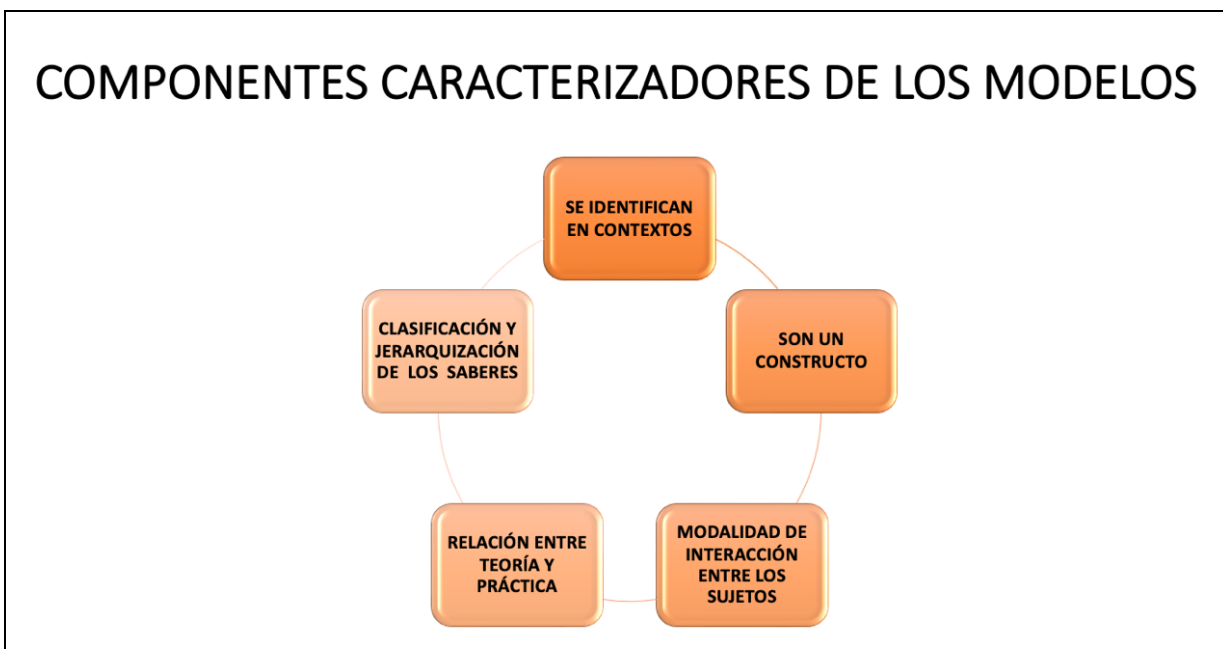 COMPONENTES CARACTERIZADORES DE LOS MODELOS
SE IDENTIFICAN
EN CONTEXTOS
SON UN
CONSTRUCTO
MODALIDAD DE
INTERACCIÓN
ENTRE LOS
SUJETOS
RELACIÓN ENTRE
TEORÍA Y
PRÁCTICA
CLASIFICACIÓN Y
JERARQUIZACIÓN
DE LOS SABERES